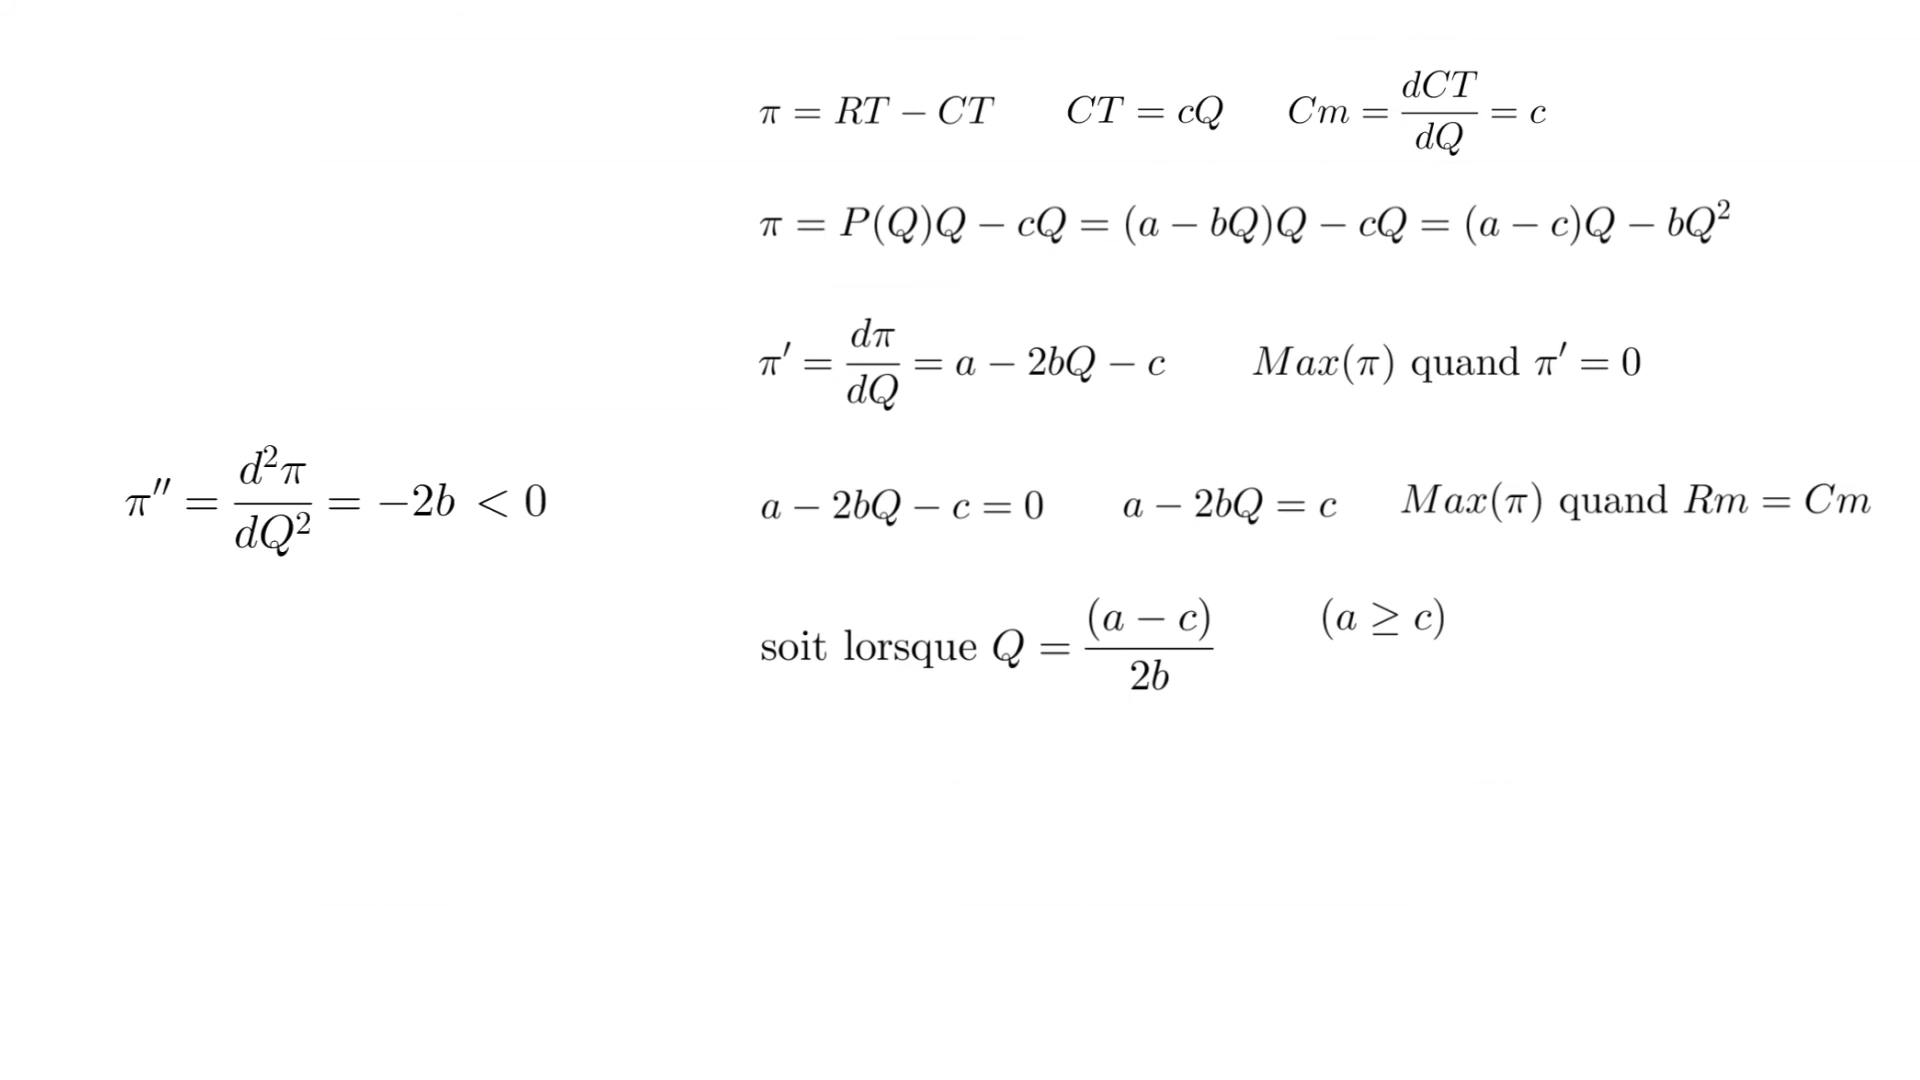 π = RT − CT  CT = cQ  Cm = dCT/dQ = c
π = P(Q)Q − cQ = (a − bQ)Q − cQ = (a − c)Q − bQ²
π′ = dπ/dQ = a − 2bQ − c  Max(π) quand π′ = 0
π″ = d²π/dQ² = −2b < 0
a − 2bQ − c = 0  a − 2bQ = c  Max(π) quand Rm = Cm
soit lorsque Q = (a − c)/2b  (a ≥ c)